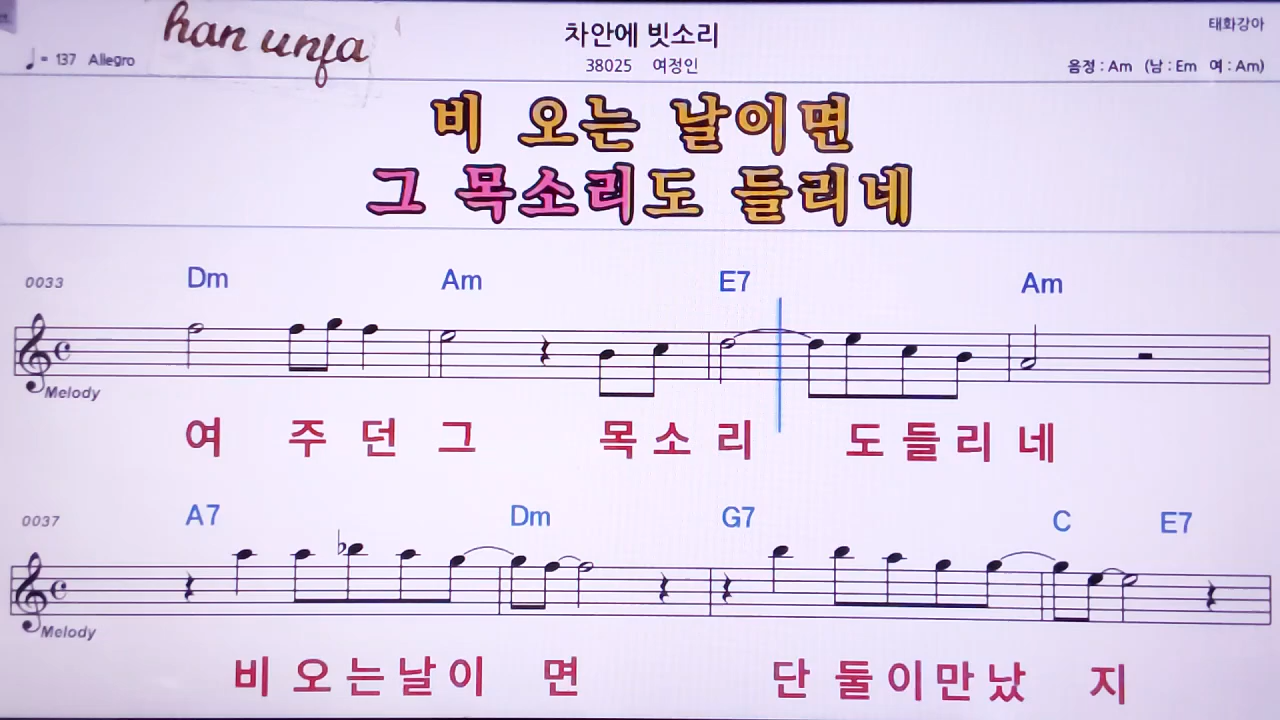 han unfa
차안에 빗소리
태화강아
♩ = 137 Allegro
38025 여정인
음정 : Am (남 : Em 여 : Am)
비 오는 날이면
그 목소리도 들리네
0033 Dm Am E7 Am
Melody
여 주 던 그 목 소 리 도 들 리 네
0037 A7 Dm G7 C E7
Melody
비 오 는 날 이 면 단 둘 이 만 났 지